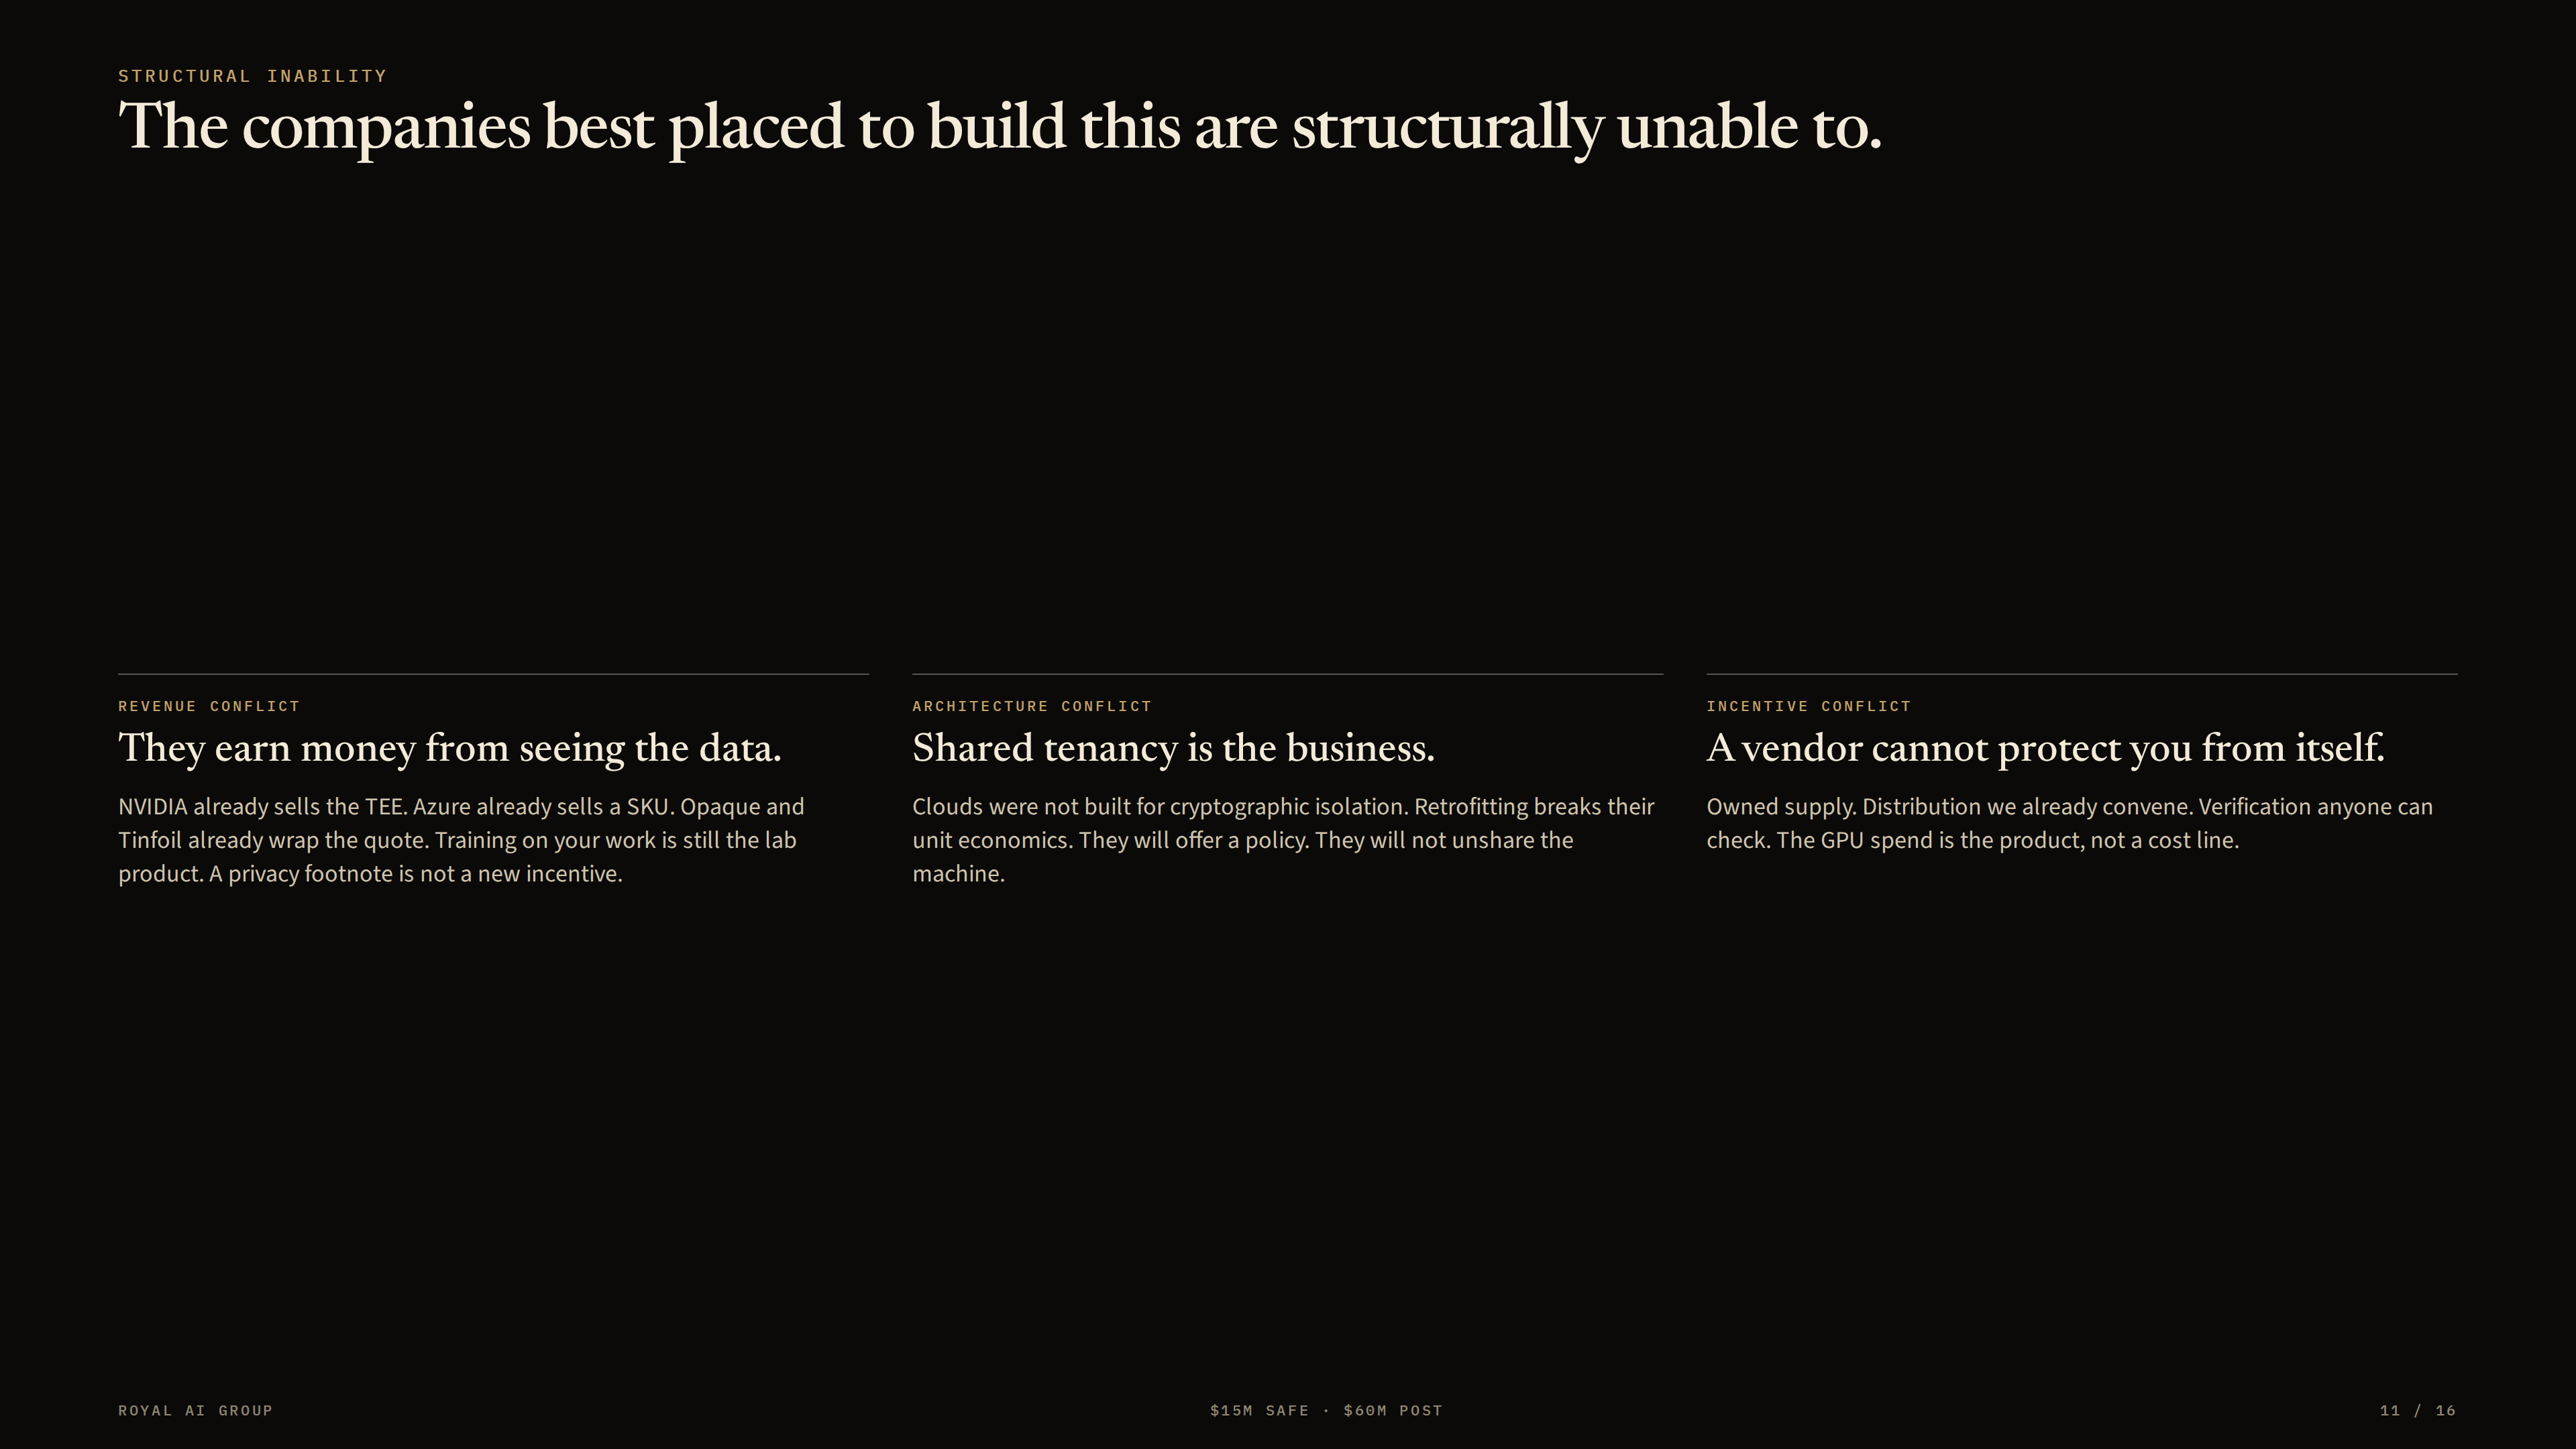 STRUCTURAL INABILITY
The companies best placed to build this are structurally unable to.
REVENUE CONFLICT
They earn money from seeing the data.
NVIDIA already sells the TEE. Azure already sells a SKU. Opaque and
Tinfoil already wrap the quote. Training on your work is still the lab
product. A privacy footnote is not a new incentive.
ARCHITECTURE CONFLICT
Shared tenancy is the business.
Clouds were not built for cryptographic isolation. Retrofitting breaks their
unit economics. They will offer a policy. They will not unshare the
machine.
INCENTIVE CONFLICT
A vendor cannot protect you from itself.
Owned supply. Distribution we already convene. Verification anyone can
check. The GPU spend is the product, not a cost line.
ROYAL AI GROUP
$15M SAFE · $60M POST
11 / 16